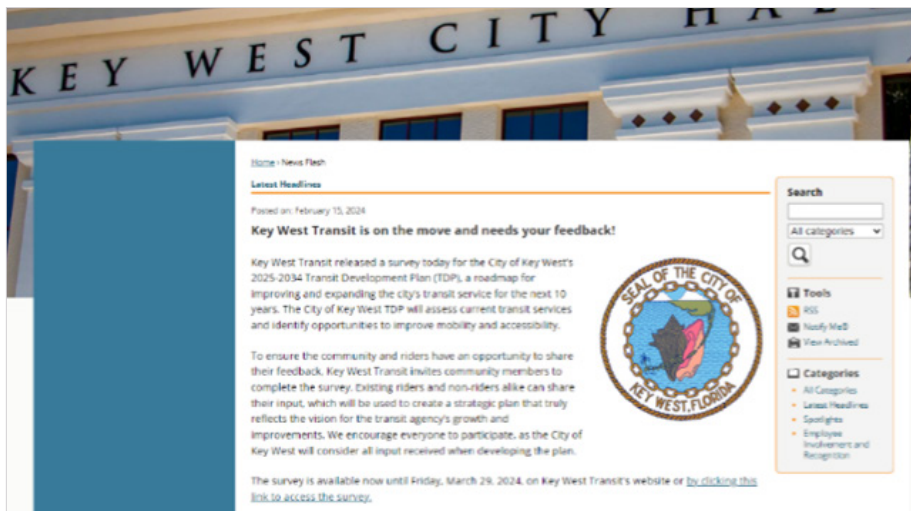 KEY WEST CITY HAL
Home › News Flash
Latest Headlines
Posted on: February 15, 2024
Key West Transit is on the move and needs your feedback!
Key West Transit released a survey today for the City of Key West's
2025-2034 Transit Development Plan (TDP), a roadmap for
improving and expanding the city's transit service for the next 10
years. The City of Key West TDP will assess current transit services
and identify opportunities to improve mobility and accessibility.
To ensure the community and riders have an opportunity to share
their feedback. Key West Transit invites community members to
complete the survey. Existing riders and non-riders alike can share
their input, which will be used to create a strategic plan that truly
reflects the vision for the transit agency's growth and
improvements. We encourage everyone to participate, as the City of
Key West will consider all input received when developing the plan.
The survey is available now until Friday, March 29, 2024, on Key West Transit's website or by clicking this
link to access the survey.
SEAL OF THE CITY OF
KEY WEST, FLORIDA
Search
All categories
Tools
RSS
Notify Me®
View Archived
Categories
All Categories
Latest Headlines
Spotlights
Employee
Involvement and
Recognition